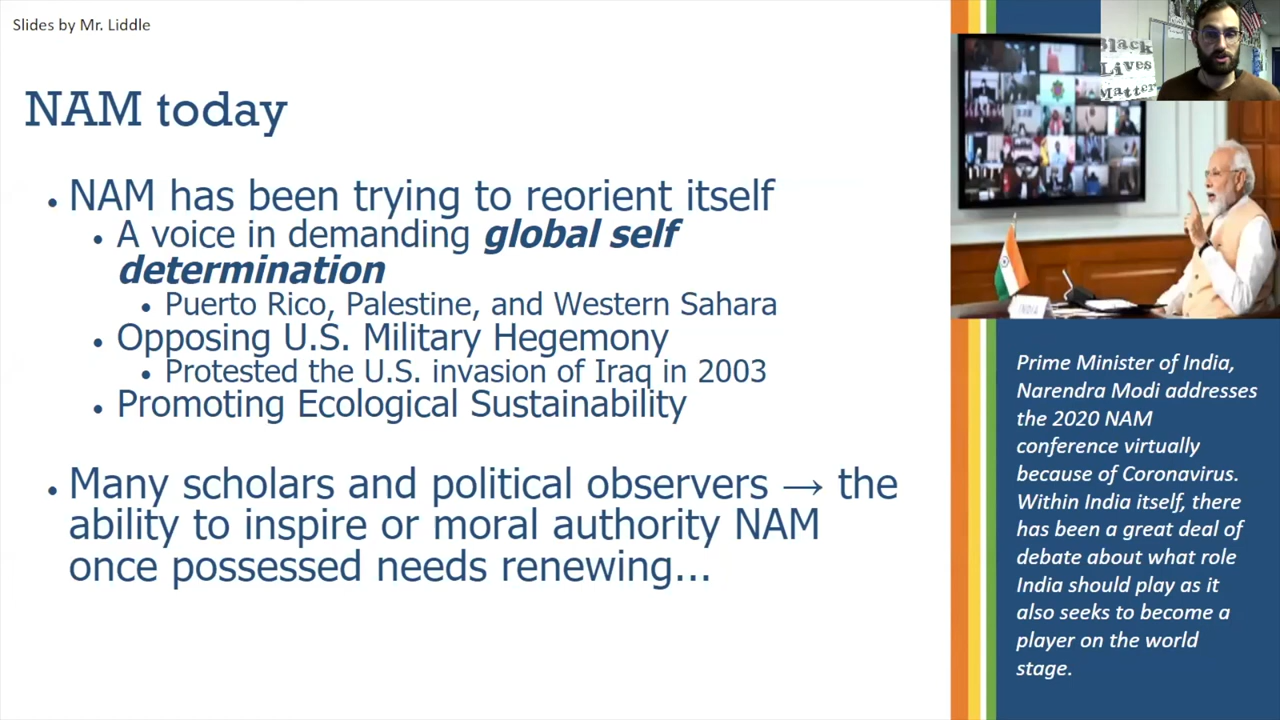 Slides by Mr. Liddle
NAM today
• NAM has been trying to reorient itself
• A voice in demanding global self
determination
• Puerto Rico, Palestine, and Western Sahara
• Opposing U.S. Military Hegemony
• Protested the U.S. invasion of Iraq in 2003
• Promoting Ecological Sustainability
• Many scholars and political observers → the
ability to inspire or moral authority NAM
once possessed needs renewing...
Black
Lives
Matter
INDIA
Prime Minister of India,
Narendra Modi addresses
the 2020 NAM
conference virtually
because of Coronavirus.
Within India itself, there
has been a great deal of
debate about what role
India should play as it
also seeks to become a
player on the world
stage.